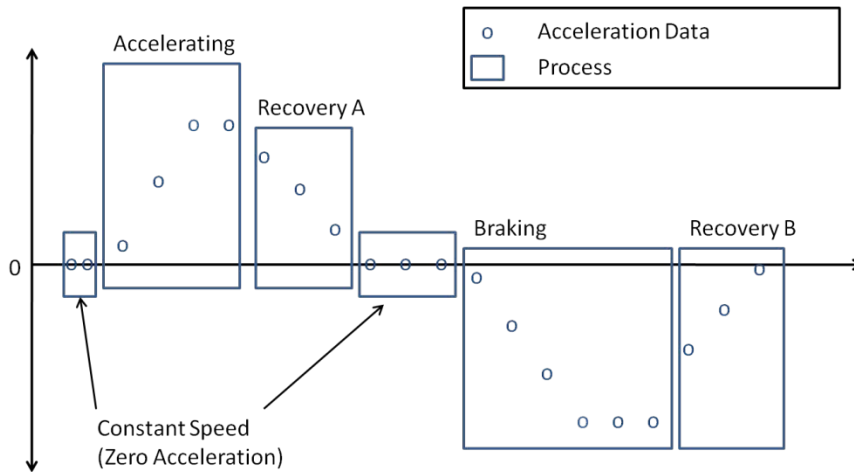 Accelerating
o Acceleration Data
Process
Recovery A
Braking
Recovery B
0
Constant Speed
(Zero Acceleration)